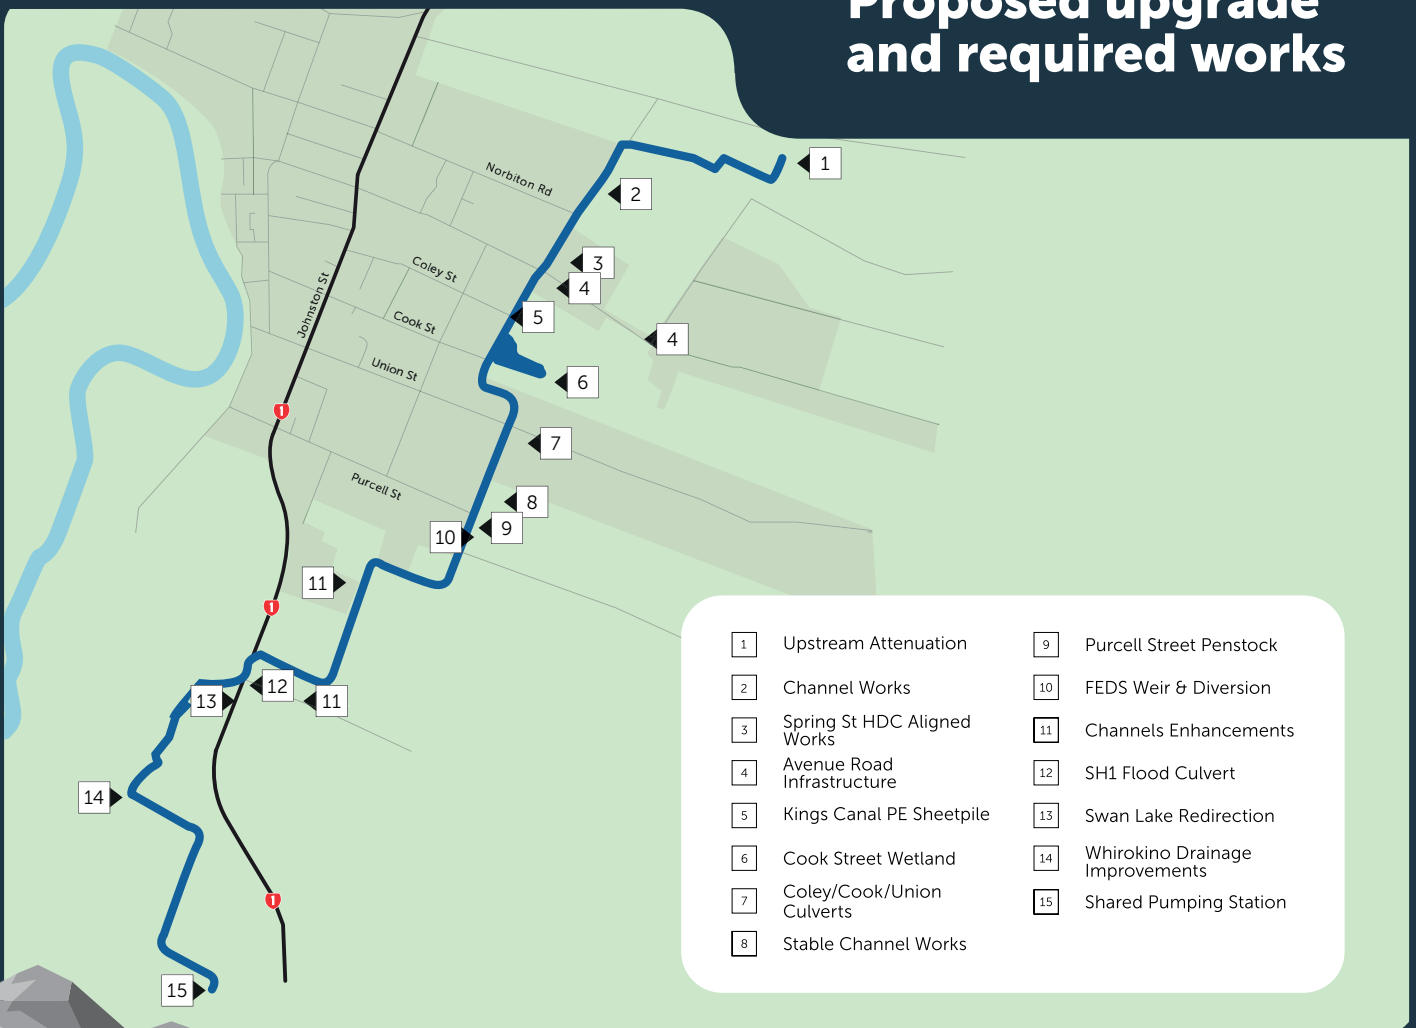 Proposed upgrade
and required works
1
2
Norbiton Rd
3
Coley St
4
Johnston St
5
Cook St
4
Union St
6
1
7
Purcell St
8
9
10
11
1
12
13
11
14
1
15
1 Upstream Attenuation
2 Channel Works
3 Spring St HDC Aligned
Works
4 Avenue Road
Infrastructure
5 Kings Canal PE Sheetpile
6 Cook Street Wetland
7 Coley/Cook/Union
Culverts
8 Stable Channel Works
9 Purcell Street Penstock
10 FEDS Weir & Diversion
11 Channels Enhancements
12 SH1 Flood Culvert
13 Swan Lake Redirection
14 Whirokino Drainage
Improvements
15 Shared Pumping Station